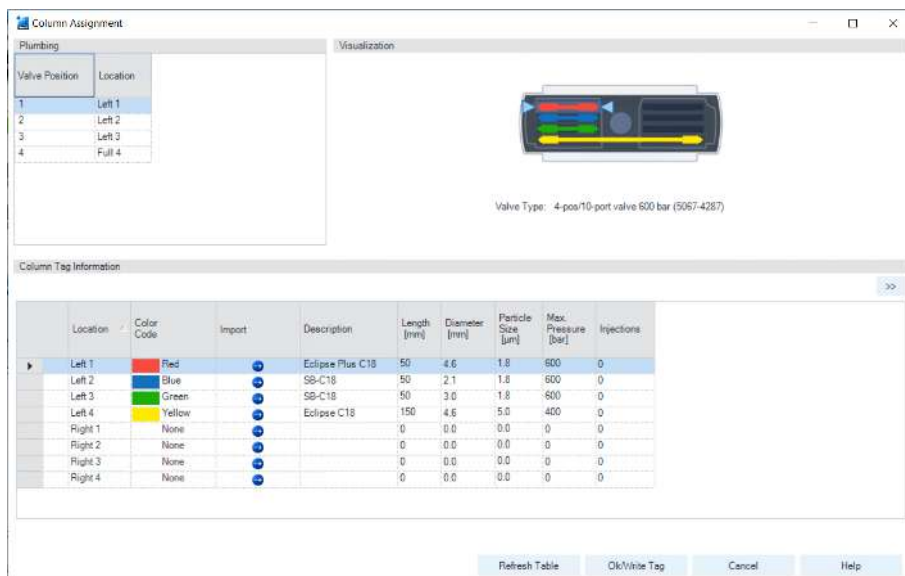 Column Assignment
Plumbing
Visualization
Valve Position Location
1 Left 1
2 Left 2
3 Left 3
4 Full 4
Valve Type: 4-pos/10-port valve 600 bar (5067-4287)
Column Tag Information
>>
Location Color Code Import Description Length [mm] Diameter [mm] Particle Size [µm] Max. Pressure [bar] Injections
Left 1 Red Eclipse Plus C18 50 4.6 1.8 600 0
Left 2 Blue SB-C18 50 2.1 1.8 600 0
Left 3 Green SB-C18 50 3.0 1.8 600 0
Left 4 Yellow Eclipse C18 150 4.6 5.0 400 0
Right 1 None 0 0.0 0.0 0 0
Right 2 None 0 0.0 0.0 0 0
Right 3 None 0 0.0 0.0 0 0
Right 4 None 0 0.0 0.0 0 0
Refresh Table Ok/Write Tag Cancel Help